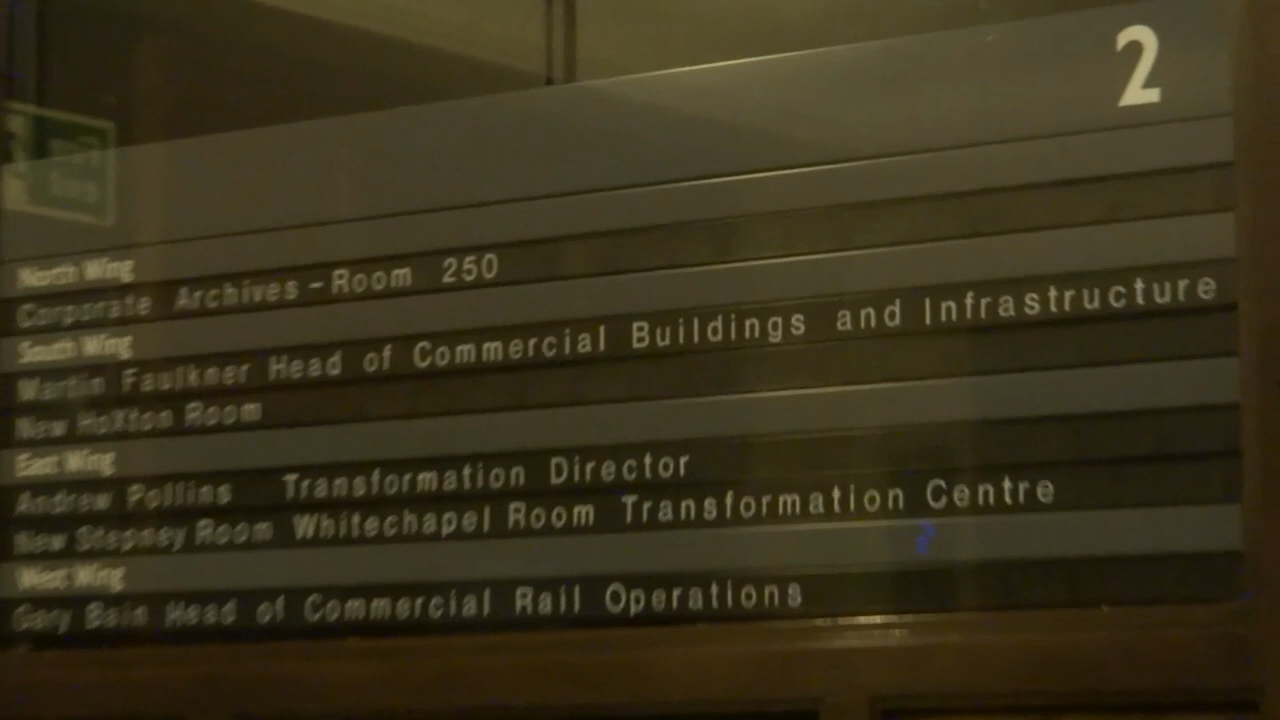 2
North Wing
Corporate Archives - Room 250
South Wing
Martin Faulkner Head of Commercial Buildings and Infrastructure
New Hoxton Room
East Wing
Andrew Pollins Transformation Director
New Stepney Room Whitechapel Room Transformation Centre
West Wing
Gary Bain Head of Commercial Rail Operations